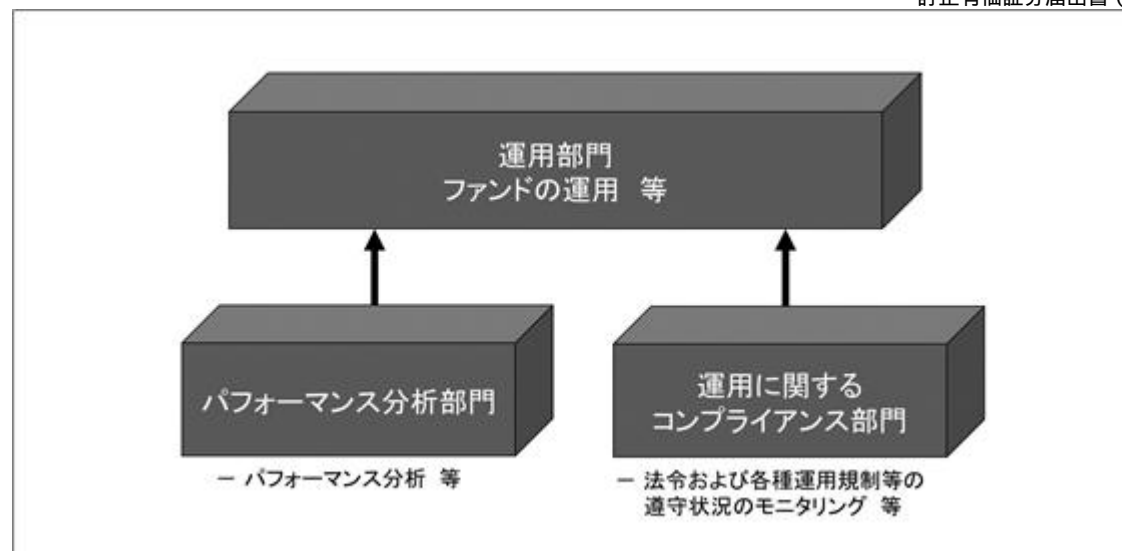 訂正有価証券届出書（
運用部門
ファンドの運用　等
パフォーマンス分析部門
運用に関する
コンプライアンス部門
－ パフォーマンス分析　等
－ 法令および各種運用規制等の
遵守状況のモニタリング　等